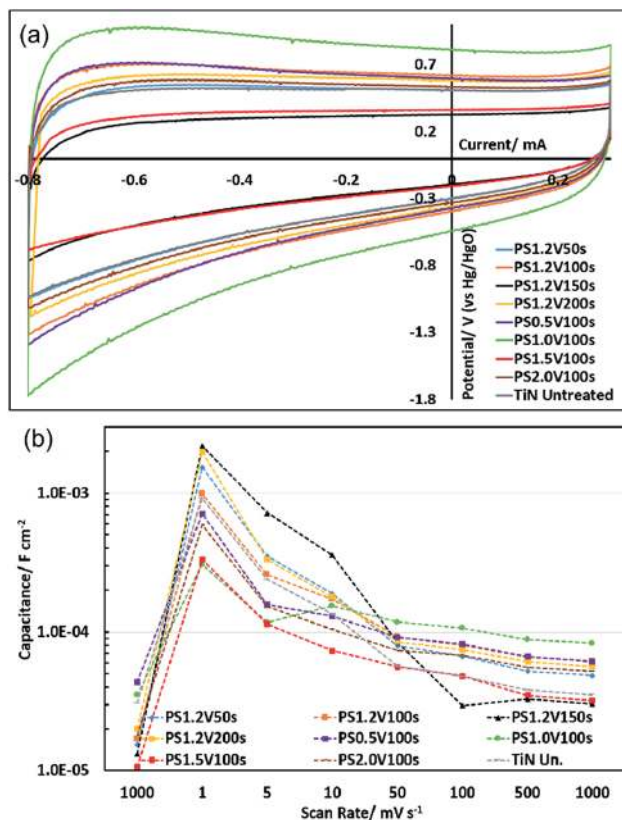 (a)
0.7
0.2
Current/ mA
-0.8 -0.6 -0.4 -0.2 0 0.2
-0.3
-0.8
-1.3
-1.8
Potential/ V (vs Hg/HgO)
PS1.2V50s
PS1.2V100s
PS1.2V150s
PS1.2V200s
PS0.5V100s
PS1.0V100s
PS1.5V100s
PS2.0V100s
TiN Untreated
(b)
Capacitance/ F cm-2
1.0E-03
1.0E-04
1.0E-05
PS1.2V50s PS1.2V100s PS1.2V150s
PS1.2V200s PS0.5V100s PS1.0V100s
PS1.5V100s PS2.0V100s TiN Un.
1000 1 5 10 50 100 500 1000
Scan Rate/ mV s-1